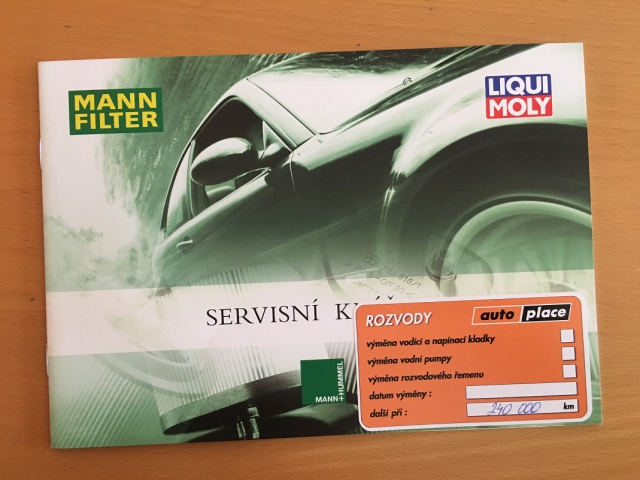 MANN
FILTER
LIQUI
MOLY
SERVISNÍ
MANN
+HUMMEL
ROZVODY
auto place
výměna vodící a napínací kladky
výměna vodní pumpy
výměna rozvodového řemenu
datum výměny :
další při : 240 000 km